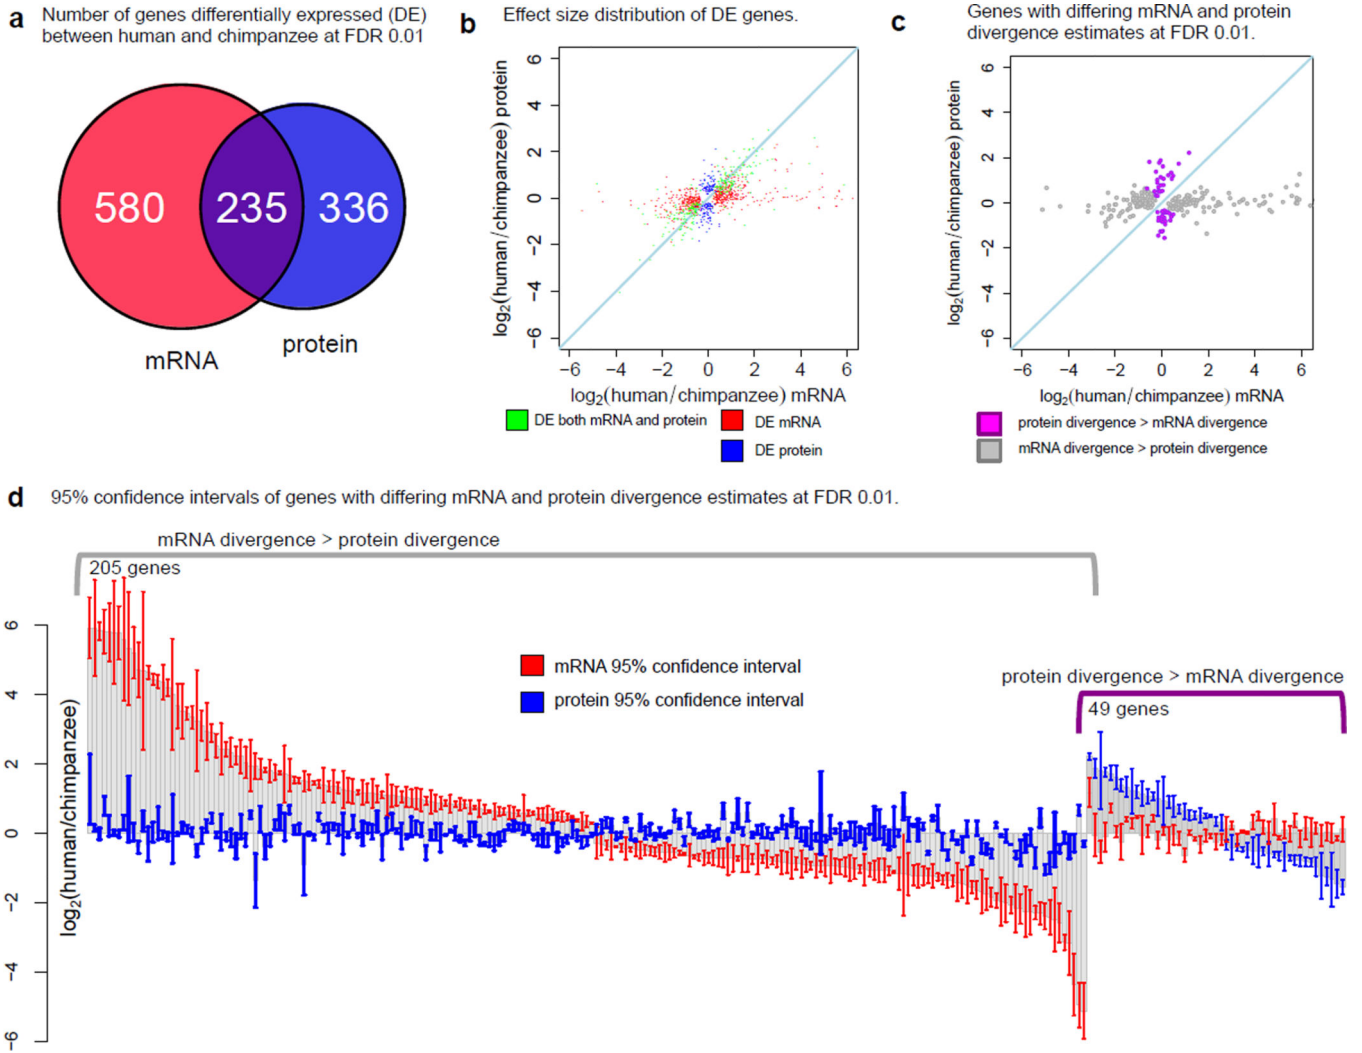 a Number of genes differentially expressed (DE)
between human and chimpanzee at FDR 0.01
580 235 336
mRNA
protein
b Effect size distribution of DE genes.
log2(human/chimpanzee) protein
6
4
2
0
−2
−4
−6
−6 −4 −2 0 2 4 6
log2(human/chimpanzee) mRNA
DE both mRNA and protein
DE mRNA
DE protein
c Genes with differing mRNA and protein
divergence estimates at FDR 0.01.
log2(human/chimpanzee) protein
6
4
2
0
−2
−4
−6
−6 −4 −2 0 2 4 6
log2(human/chimpanzee) mRNA
protein divergence > mRNA divergence
mRNA divergence > protein divergence
d 95% confidence intervals of genes with differing mRNA and protein divergence estimates at FDR 0.01.
mRNA divergence > protein divergence
205 genes
log2(human/chimpanzee)
6
4
2
0
−2
−4
−6
mRNA 95% confidence interval
protein 95% confidence interval
protein divergence > mRNA divergence
49 genes